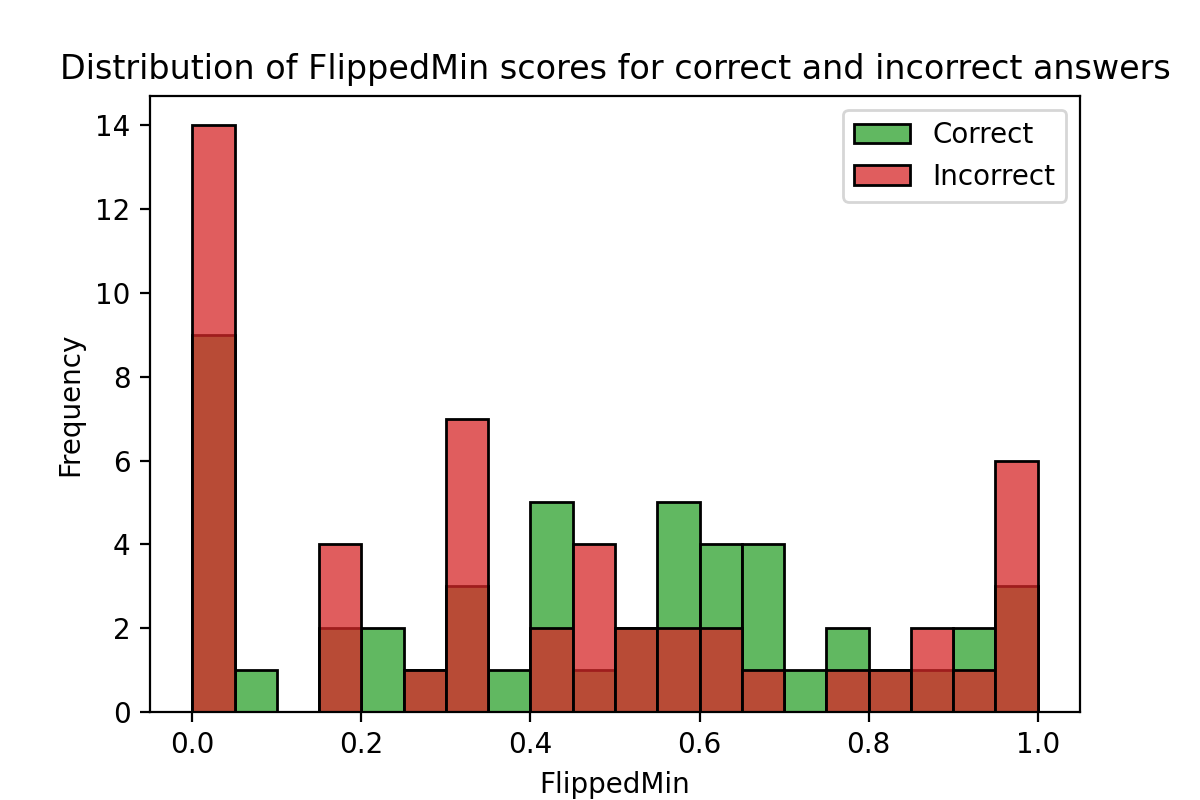 Distribution of FlippedMin scores for correct and incorrect answers
Correct
Incorrect
Frequency
14
12
10
8
6
4
2
0
0.0 0.2 0.4 0.6 0.8 1.0
FlippedMin